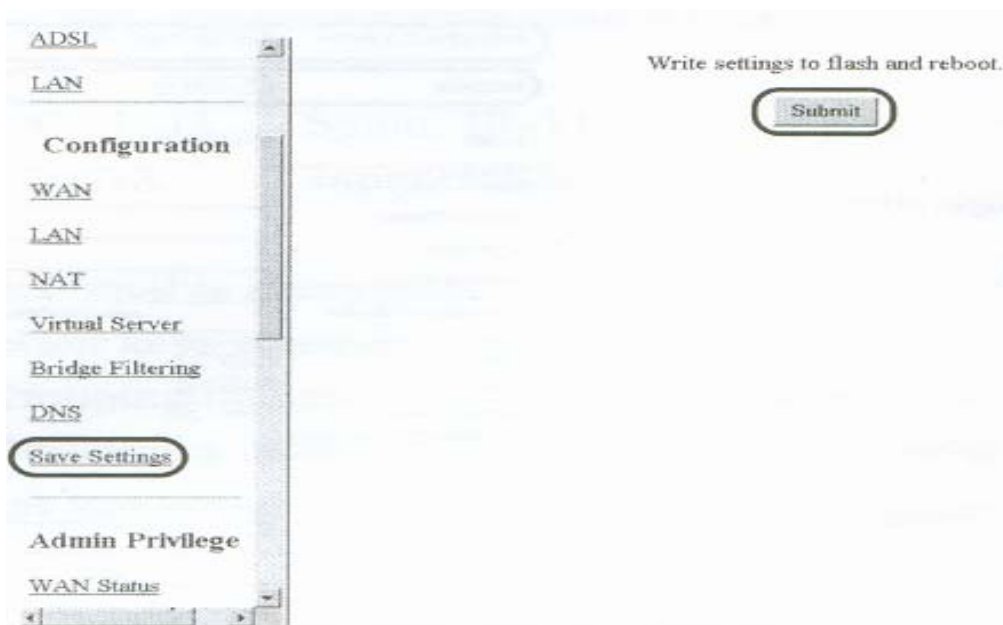 ADSL
LAN
Configuration
WAN
LAN
NAT
Virtual Server
Bridge Filtering
DNS
Save Settings
Admin Privilege
WAN Status
Write settings to flash and reboot.
Submit